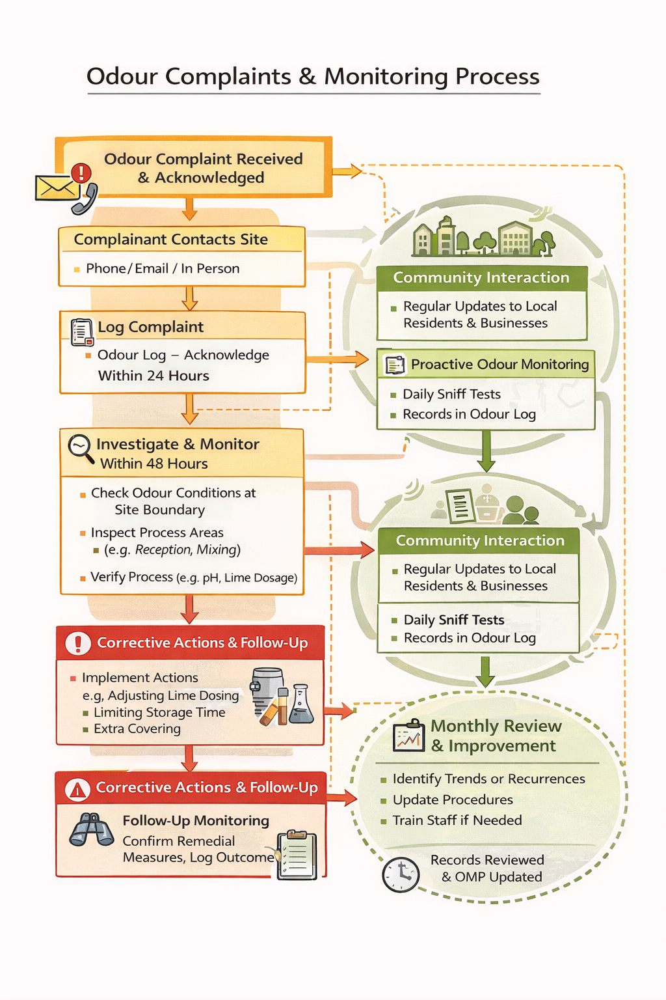 Odour Complaints & Monitoring Process
Odour Complaint Received
& Acknowledged
Complainant Contacts Site
Phone/Email / In Person
Log Complaint
Odour Log – Acknowledge
Within 24 Hours
Investigate & Monitor
Within 48 Hours
Check Odour Conditions at
Site Boundary
Inspect Process Areas
(e.g. Reception, Mixing)
Verify Process (e.g. pH, Lime Dosage)
Corrective Actions & Follow-Up
Implement Actions
e.g, Adjusting Lime Dosing
Limiting Storage Time
Extra Covering
Corrective Actions & Follow-Up
Follow-Up Monitoring
Confirm Remedial
Measures, Log Outcome
Community Interaction
Regular Updates to Local
Residents & Businesses
Proactive Odour Monitoring
Daily Sniff Tests
Records in Odour Log
Community Interaction
Regular Updates to Local
Residents & Businesses
Daily Sniff Tests
Records in Odour Log
Monthly Review
& Improvement
Identify Trends or Recurrences
Update Procedures
Train Staff if Needed
Records Reviewed
& OMP Updated